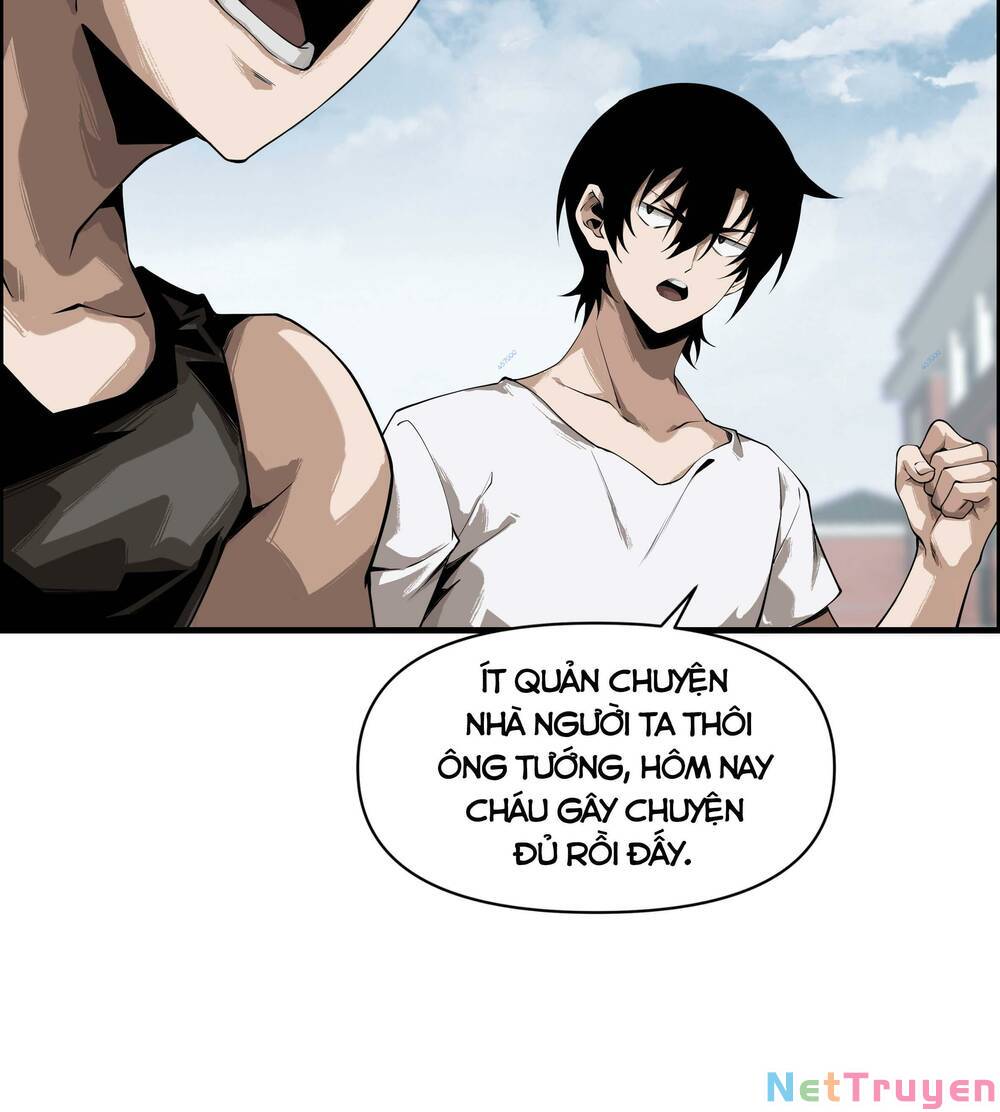 ÍT QUẢN CHUYỆN
NHÀ NGƯỜI TA THÔI
ÔNG TƯỚNG, HÔM NAY
CHÁU GÂY CHUYỆN
ĐỦ RỒI ĐẤY.
NetTruyen